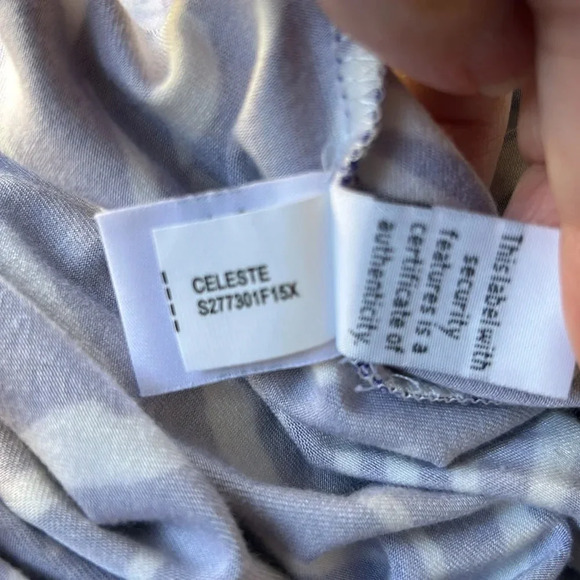 CELESTE
S277301F15X
This label with
security
features is a
certificate of
authenticity.